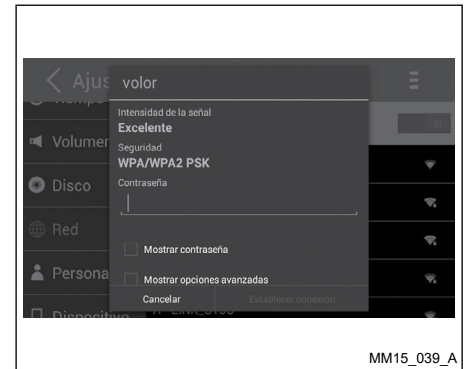 Ajus
volor
Intensidad de la señal
Excelente
Volumen
Seguridad
WPA/WPA2 PSK
Disco
Contraseña
Red
Mostrar contraseña
Persona
Mostrar opciones avanzadas
Cancelar
Establecer conexión
Dispositivo
MM15_039_A